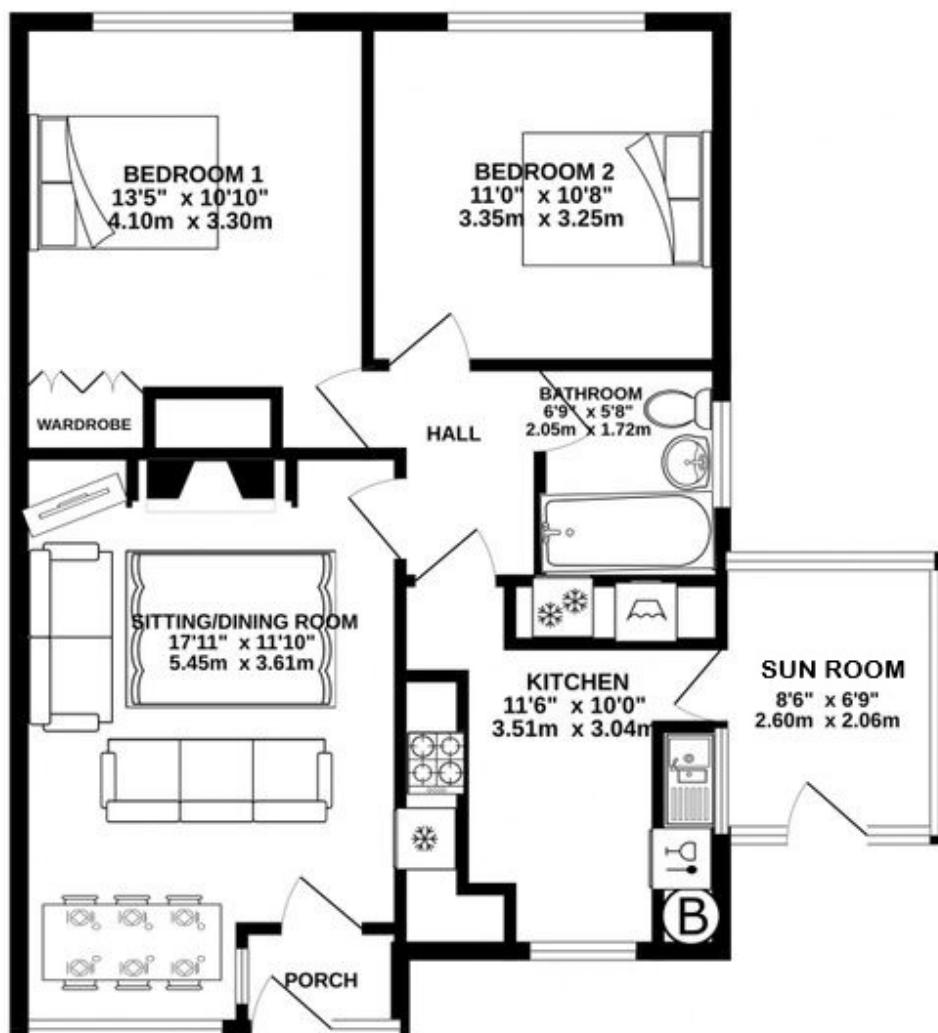 BEDROOM 1
13'5" x 10'10"
4.10m x 3.30m
BEDROOM 2
11'0" x 10'8"
3.35m x 3.25m
WARDROBE
HALL
BATHROOM
6'9" x 5'8"
2.05m x 1.72m
SITTING/DINING ROOM
17'11" x 11'10"
5.45m x 3.61m
KITCHEN
11'6" x 10'0"
3.51m x 3.04m
SUN ROOM
8'6" x 6'9"
2.60m x 2.06m
B
PORCH